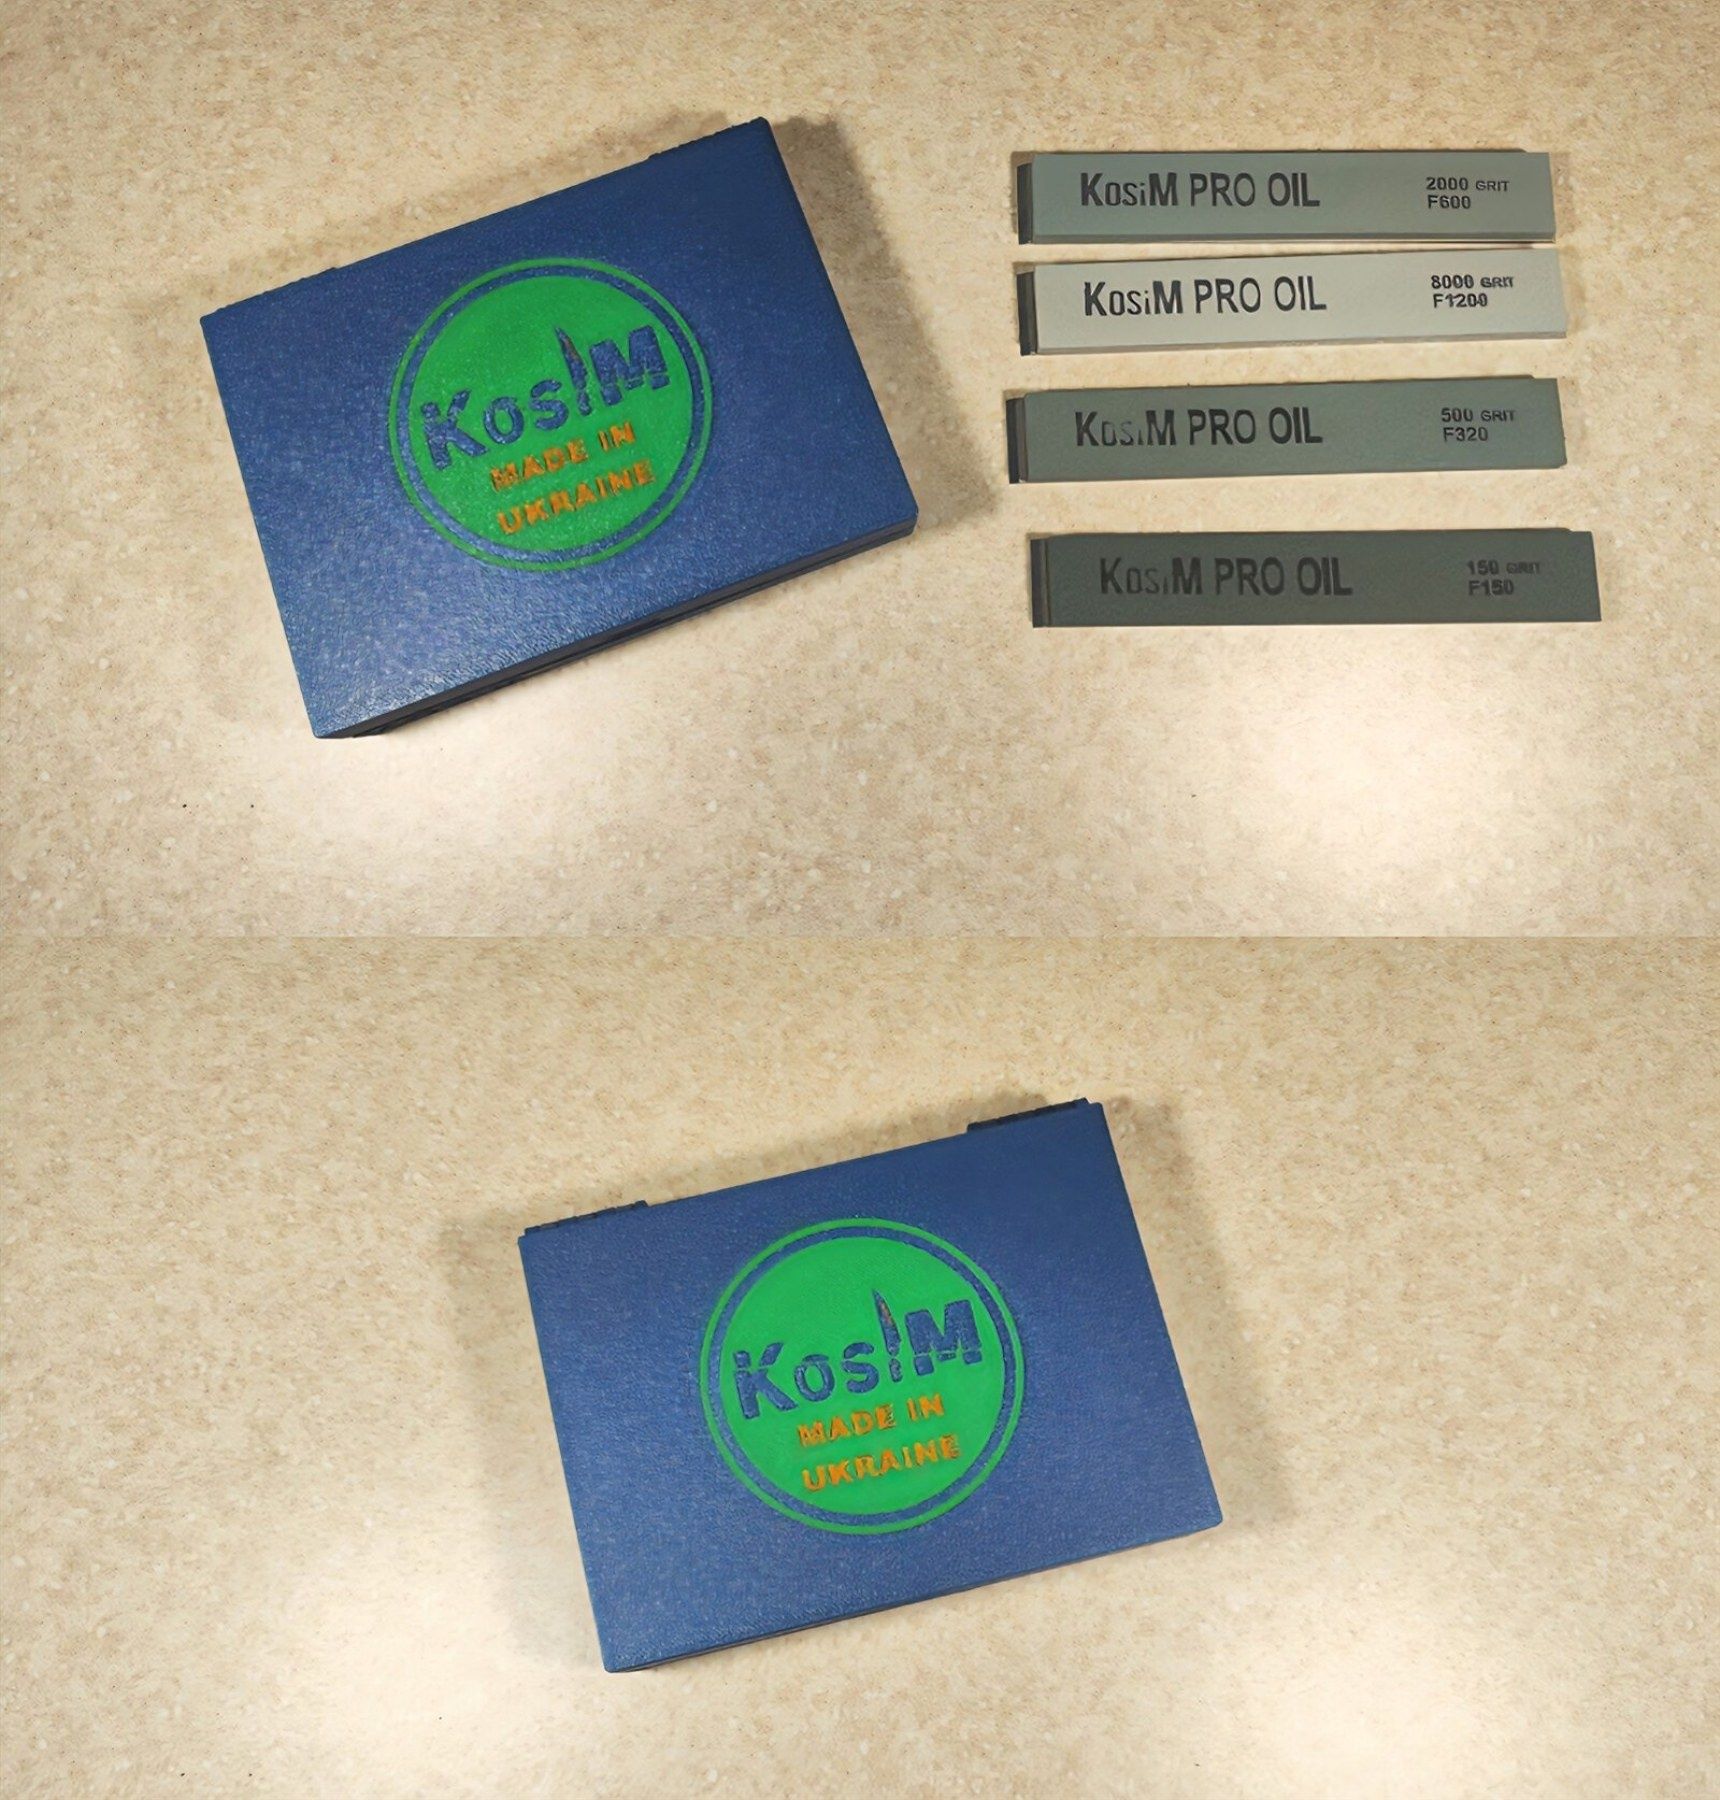 KosiM
MADE IN
UKRAINE
KosiM PRO OIL
2000 GRIT
F600
KosiM PRO OIL
8000 GRIT
F1200
KosiM PRO OIL
500 GRIT
F320
KosiM PRO OIL
150 GRIT
F150
KosiM
MADE IN
UKRAINE